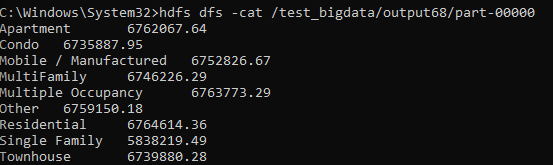 C:\Windows\System32>hdfs dfs -cat /test_bigdata/output68/part-00000
Apartment 6762067.64
Condo 6735887.95
Mobile / Manufactured 6752826.67
MultiFamily 6746226.29
Multiple Occupancy 6763773.29
Other 6759150.18
Residential 6764614.36
Single Family 5838219.49
Townhouse 6739880.28